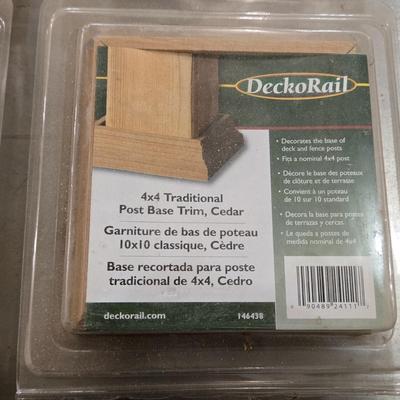 DeckoRail
• Decorates the base of
deck and fence posts
• Fits a nominal 4x4 post
• Décore le base des poteaux
de clôture et de terrasse
• Convient à un poteau
de 10 sur 10 standard
• Decora la base para postes
de terrazas y cercas.
• Le queda a postes de
medida nominal de 4x4
4x4 Traditional
Post Base Trim, Cedar
Garniture de bas de poteau
10x10 classique, Cèdre
Base recortada para poste
tradicional de 4x4, Cedro
deckorail.com
146438
90489 24111